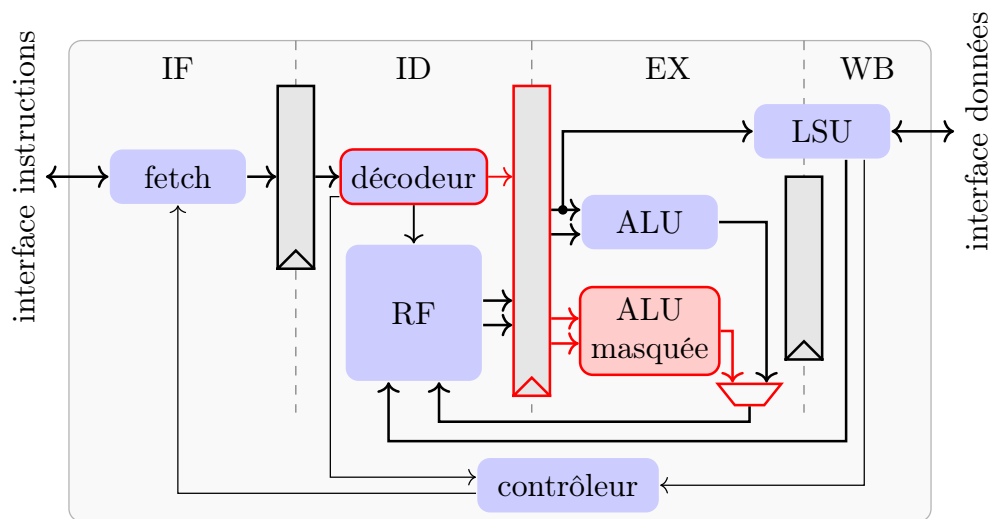 interface instructions
IF
ID
EX
WB
interface données
fetch
décodeur
LSU
ALU
RF
ALU
masquée
contrôleur